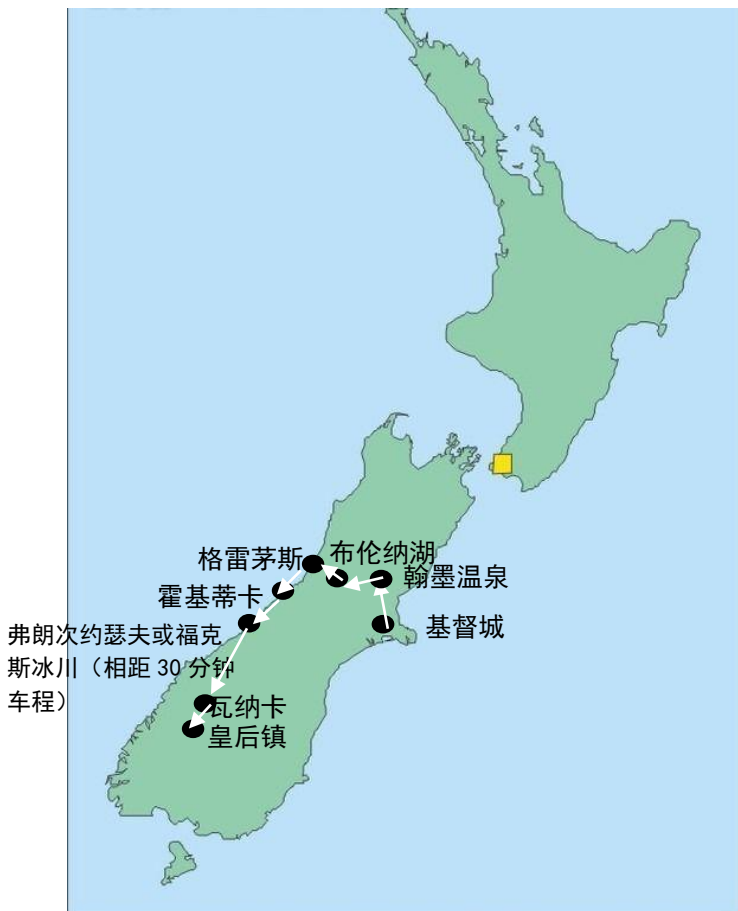 格雷茅斯
布伦纳湖
翰墨温泉
霍基蒂卡
基督城
弗朗次约瑟夫或福克
斯冰川（相距 30 分钟
车程）
瓦纳卡
皇后镇